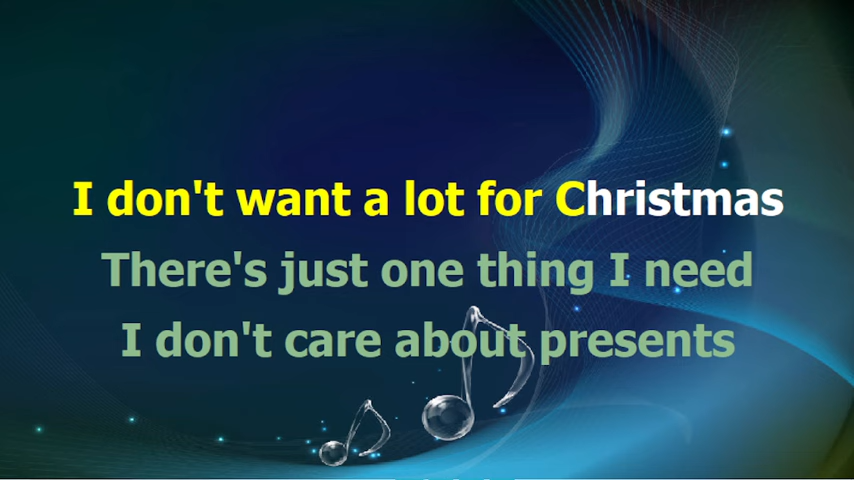 I don't want a lot for Christmas
There's just one thing I need
I don't care about presents